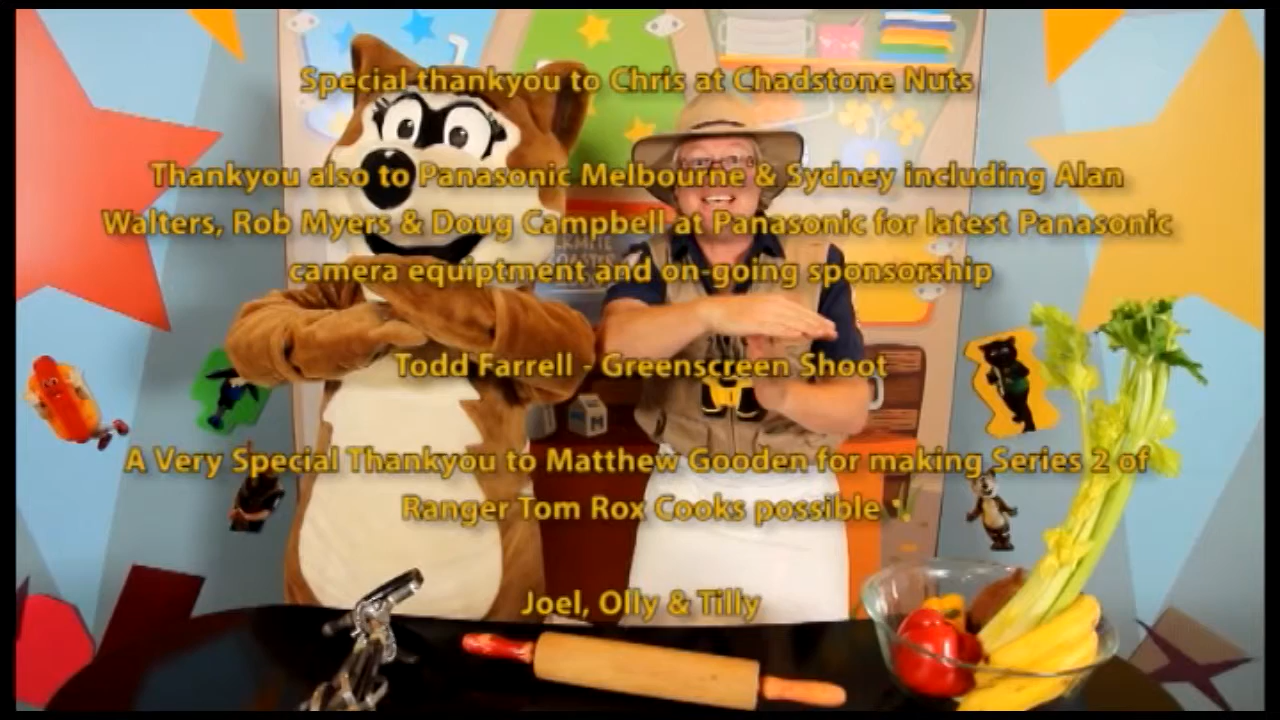 Special thankyou to Chris at Chadstone Nuts
Thankyou also to Panasonic Melbourne & Sydney including Alan
Walters, Rob Myers & Doug Campbell at Panasonic for latest Panasonic
camera equiptment and on-going sponsorship
Todd Farrell - Greenscreen Shoot
A Very Special Thankyou to Matthew Gooden for making Series 2 of
Ranger Tom Rox Cooks possible
Joel, Olly & Tilly